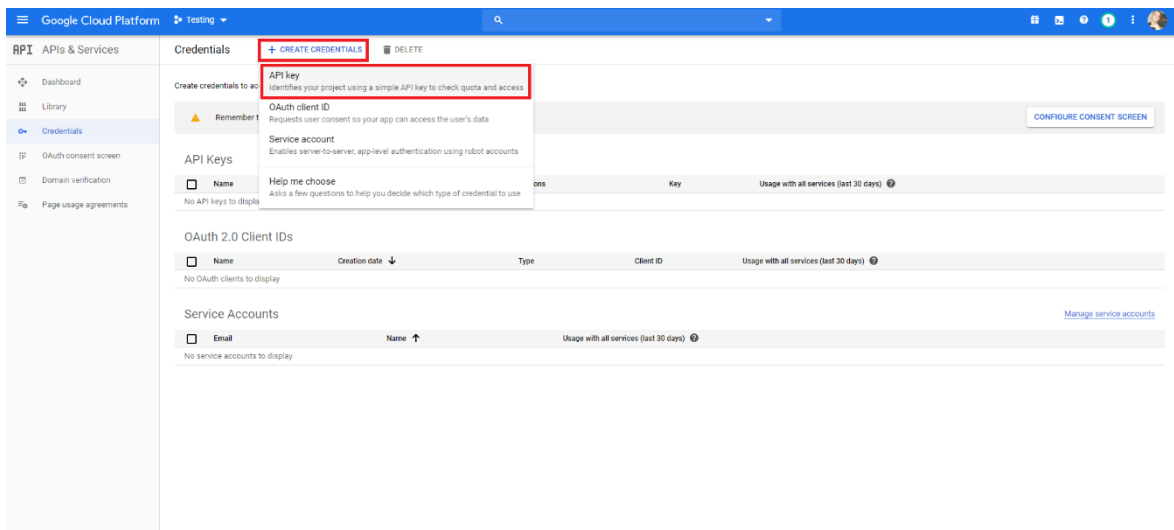 Google Cloud Platform Testing
1
API APIs & Services
Credentials + CREATE CREDENTIALS DELETE
Dashboard
Library
Credentials
OAuth consent screen
Domain verification
Page usage agreements
Create credentials to ac
API key
Identifies your project using a simple API key to check quota and access
OAuth client ID
Requests user consent so your app can access the user's data
Service account
Enables server-to-server, app-level authentication using robot accounts
Help me choose
Asks a few questions to help you decide which type of credential to use
Remember t
CONFIGURE CONSENT SCREEN
API Keys
Name ons Key Usage with all services (last 30 days)
No API keys to displa
OAuth 2.0 Client IDs
Name Creation date Type Client ID Usage with all services (last 30 days)
No OAuth clients to display
Service Accounts Manage service accounts
Email Name Usage with all services (last 30 days)
No service accounts to display